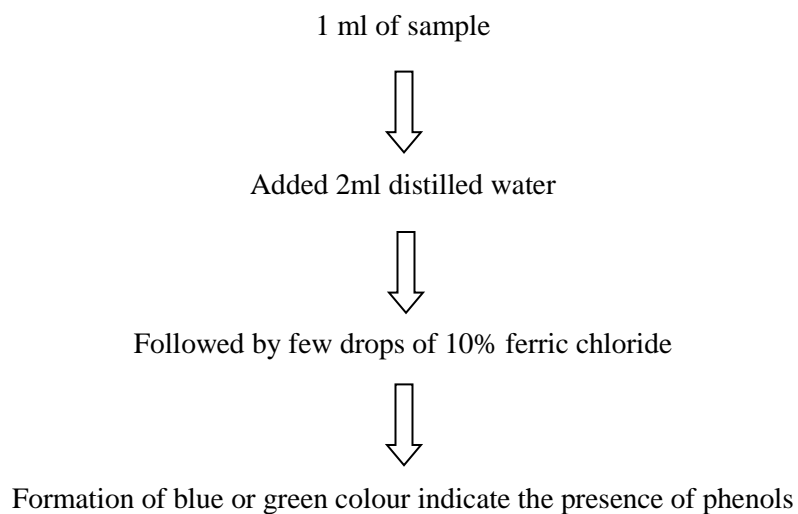 1 ml of sample
Added 2ml distilled water
Followed by few drops of 10% ferric chloride
Formation of blue or green colour indicate the presence of phenols